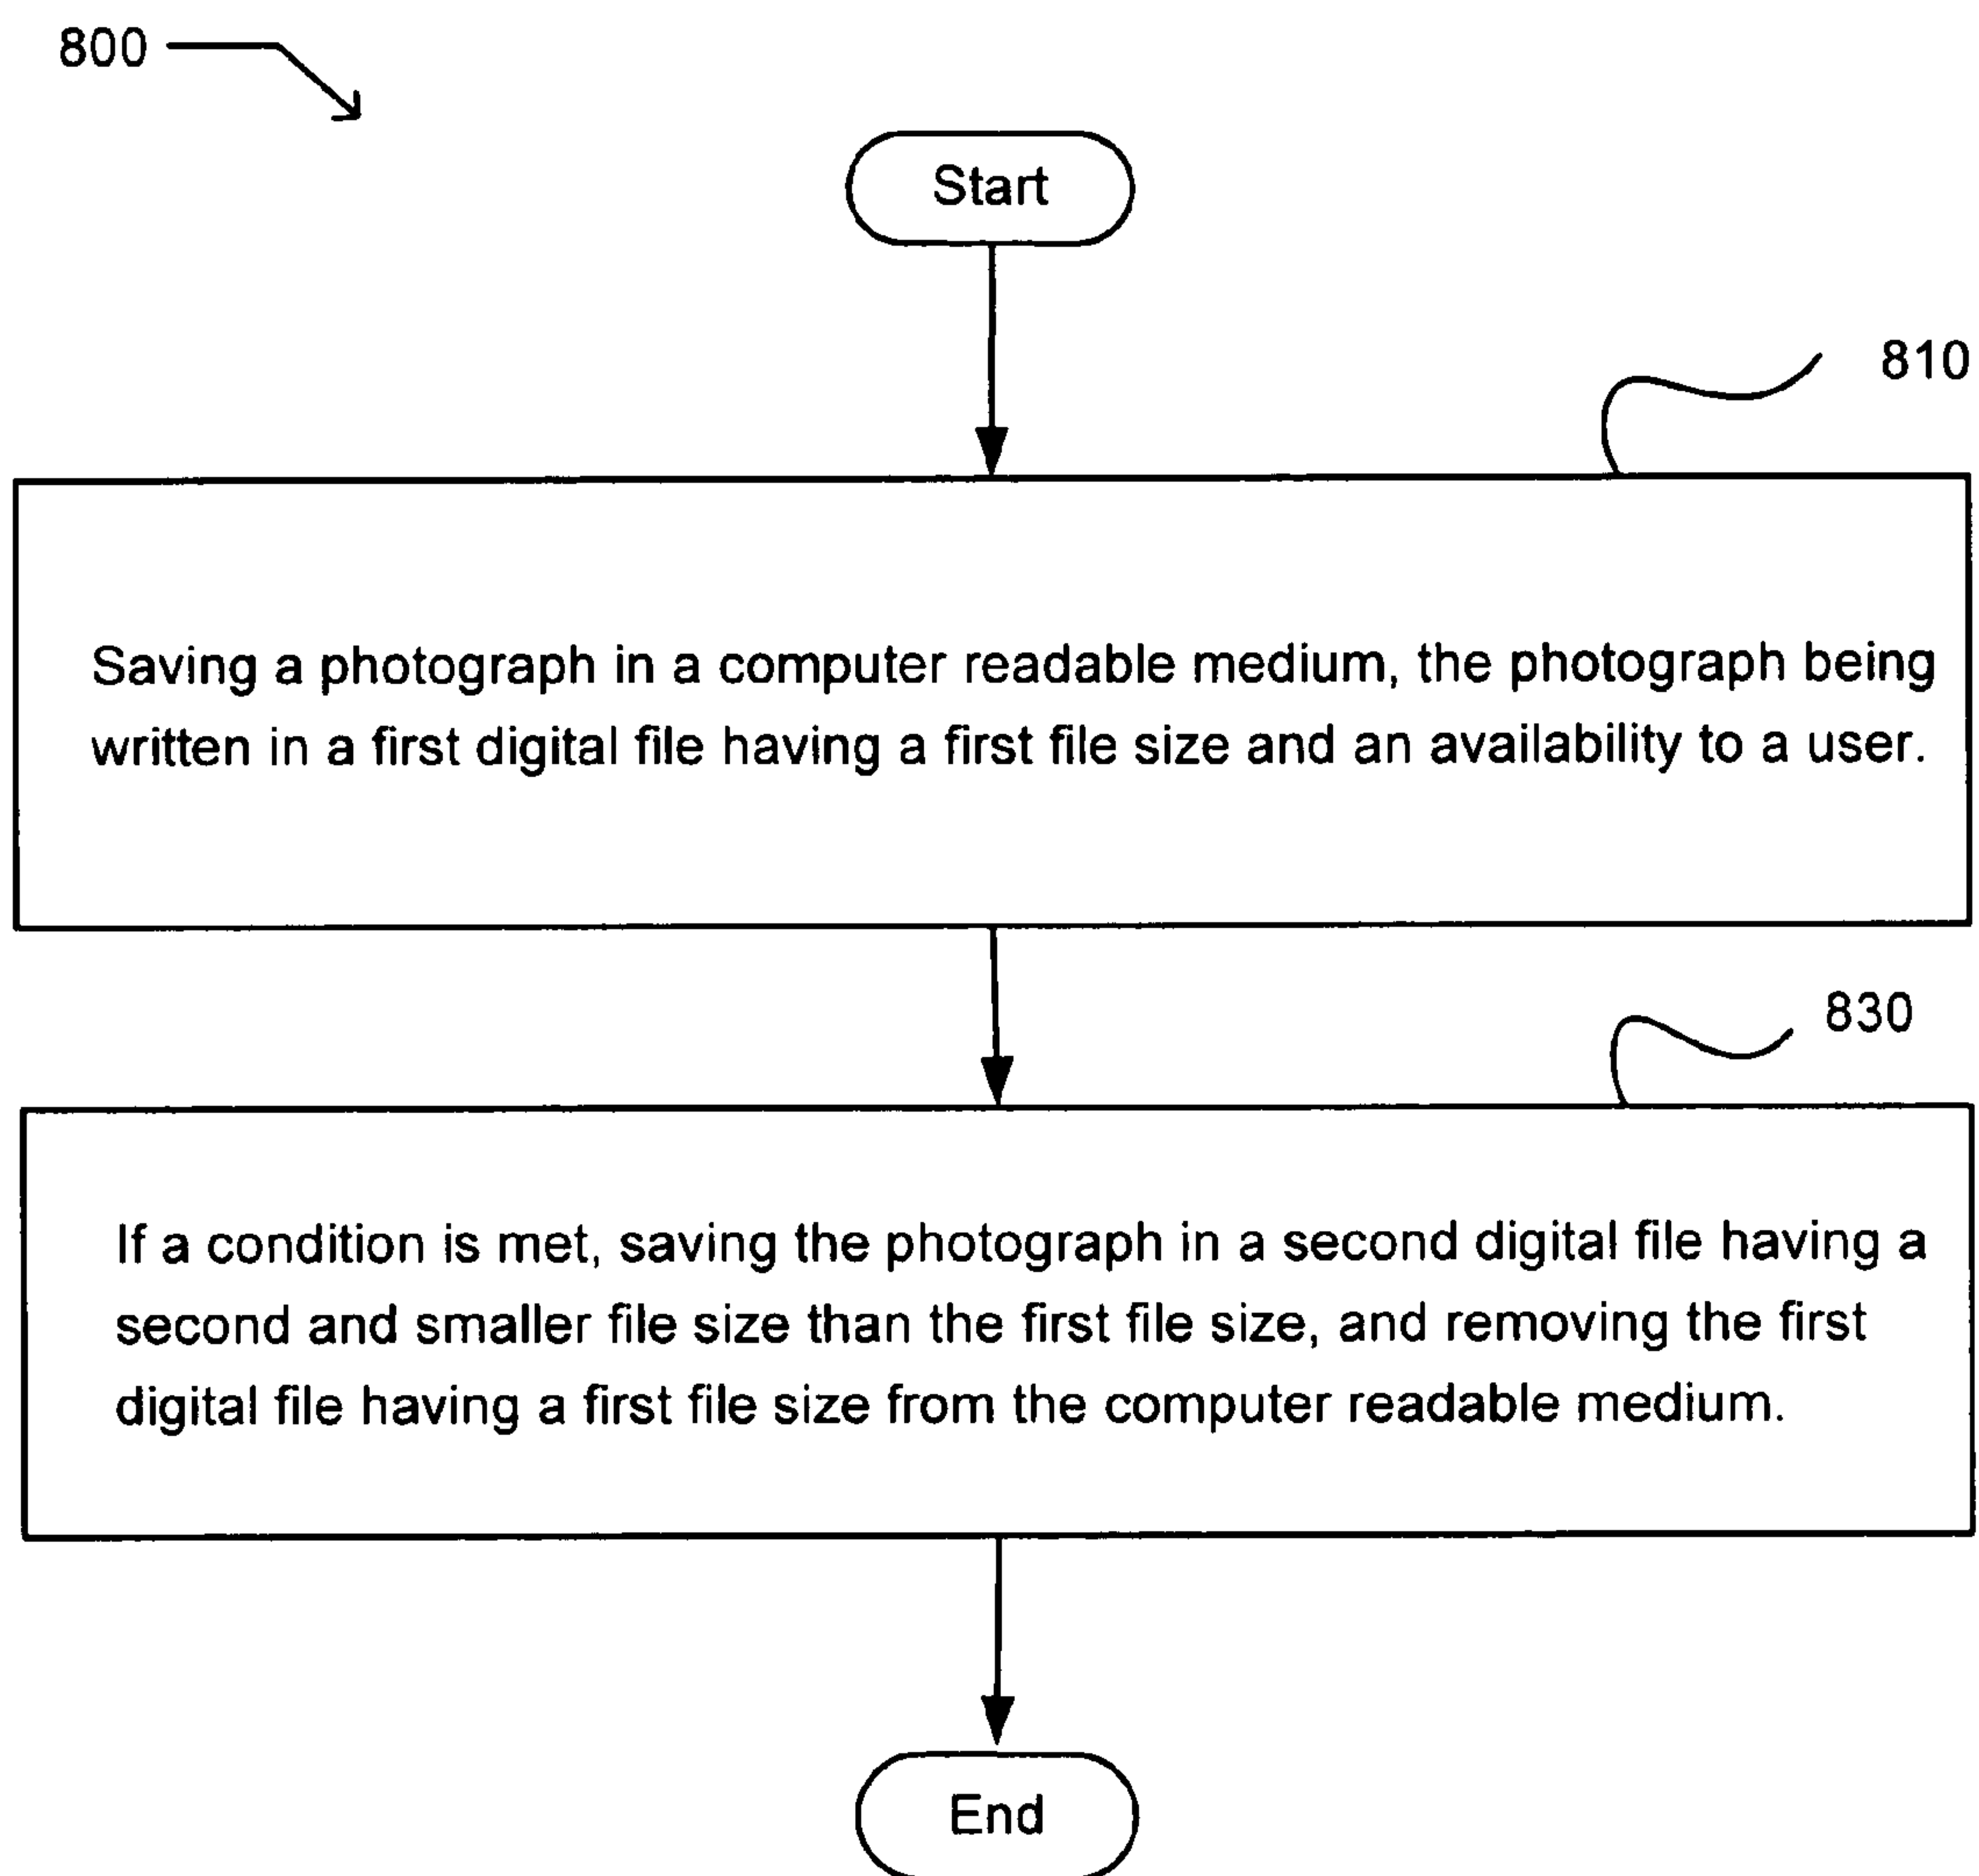 800
Start
810
Saving a photograph in a computer readable medium, the photograph being
written in a first digital file having a first file size and an availability to a user.
830
If a condition is met, saving the photograph in a second digital file having a
second and smaller file size than the first file size, and removing the first
digital file having a first file size from the computer readable medium.
End